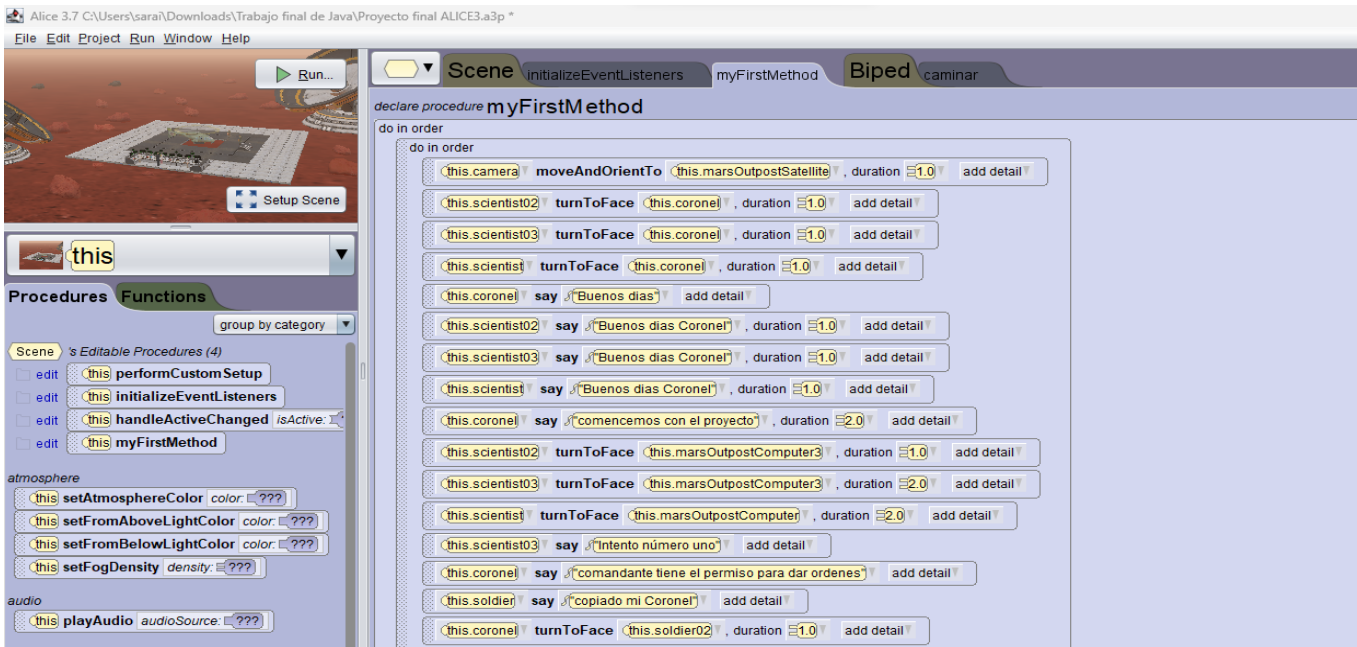 Alice 3.7 C:\Users\sarai\Downloads\Trabajo final de Java\Proyecto final ALICE3.a3p *
File Edit Project Run Window Help
Run...
Setup Scene
this
Procedures Functions
group by category
Scene 's Editable Procedures (4)
edit this performCustomSetup
edit this initializeEventListeners
edit this handleActiveChanged isActive:
edit this myFirstMethod
atmosphere
this setAtmosphereColor color: ???
this setFromAboveLightColor color: ???
this setFromBelowLightColor color: ???
this setFogDensity density: ???
audio
this playAudio audioSource: ???
Scene initializeEventListeners myFirstMethod Biped caminar
declare procedure myFirstMethod
do in order
do in order
this.camera moveAndOrientTo this.marsOutpostSatellite , duration 1.0 add detail
this.scientist02 turnToFace this.coronel , duration 1.0 add detail
this.scientist03 turnToFace this.coronel , duration 1.0 add detail
this.scientist turnToFace this.coronel , duration 1.0 add detail
this.coronel say "Buenos dias" add detail
this.scientist02 say "Buenos dias Coronel" , duration 1.0 add detail
this.scientist03 say "Buenos dias Coronel" , duration 1.0 add detail
this.scientist say "Buenos dias Coronel" , duration 1.0 add detail
this.coronel say "comencemos con el proyecto" , duration 2.0 add detail
this.scientist02 turnToFace this.marsOutpostComputer3 , duration 1.0 add detail
this.scientist03 turnToFace this.marsOutpostComputer3 , duration 2.0 add detail
this.scientist turnToFace this.marsOutpostComputer , duration 2.0 add detail
this.scientist03 say "Intento número uno" add detail
this.coronel say "comandante tiene el permiso para dar ordenes" add detail
this.soldier say "copiado mi Coronel" add detail
this.coronel turnToFace this.soldier02 , duration 1.0 add detail